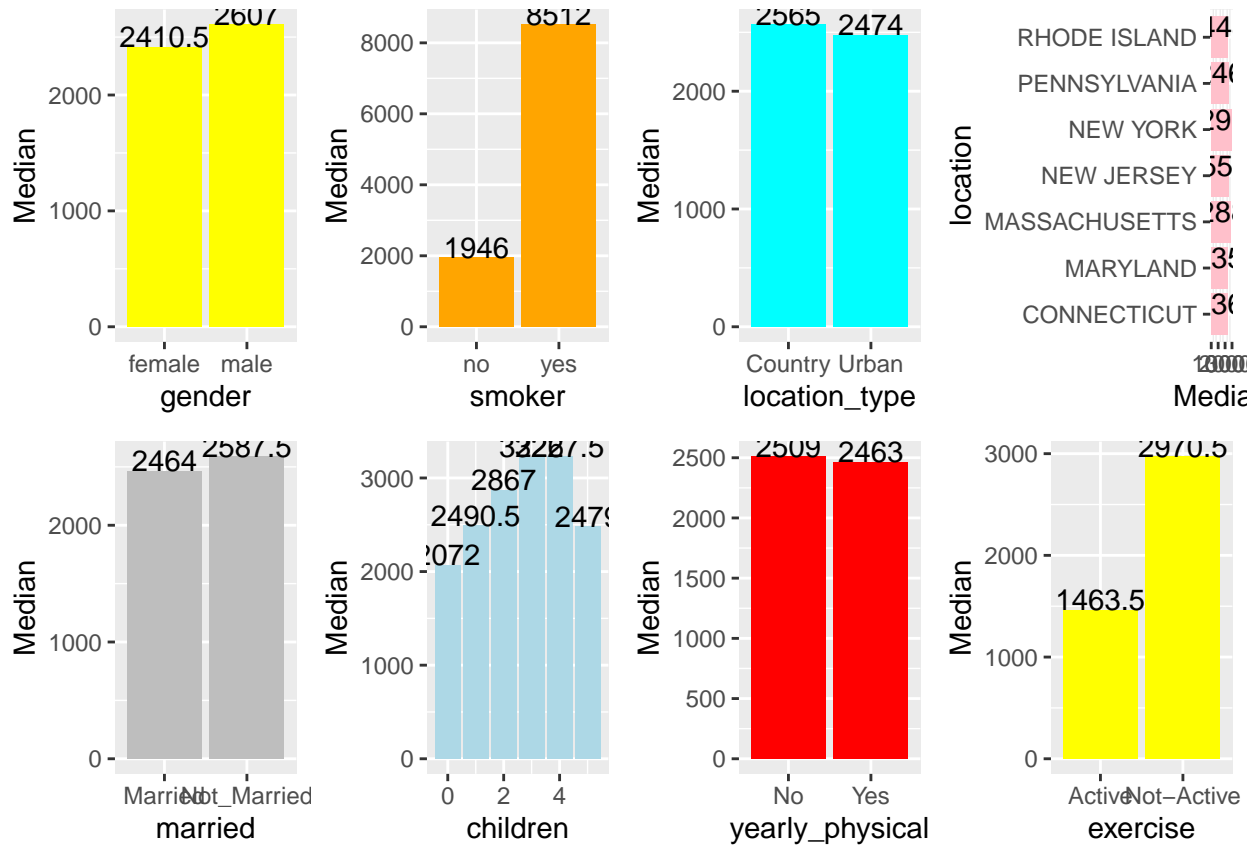 Median
2000
1000
0
2410.5
2607
female
male
gender
Median
8000
6000
4000
2000
0
1946
8512
no
yes
smoker
Median
2000
1000
0
2565
2474
Country
Urban
location_type
location
RHODE ISLAND
PENNSYLVANIA
NEW YORK
NEW JERSEY
MASSACHUSETTS
MARYLAND
CONNECTICUT
Media
Median
2000
1000
0
2464
2587.5
Married
Not_Married
married
Median
3000
2000
1000
0
2072
2490.5
2867
2479
0
2
4
children
Median
2500
2000
1500
1000
500
0
2509
2463
No
Yes
yearly_physical
Median
3000
2000
1000
0
1463.5
2970.5
Active
Not−Active
exercise